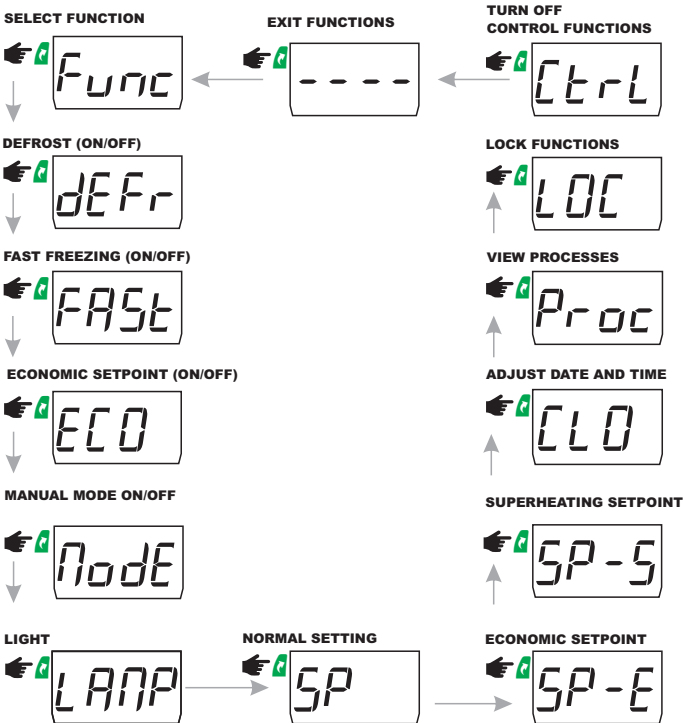 SELECT FUNCTION
Func
EXIT FUNCTIONS
- - - -
TURN OFF
CONTROL FUNCTIONS
CtrL
DEFROST (ON/OFF)
dEFr
LOCK FUNCTIONS
LOC
FAST FREEZING (ON/OFF)
FASt
VIEW PROCESSES
Proc
ECONOMIC SETPOINT (ON/OFF)
ECO
ADJUST DATE AND TIME
CLO
MANUAL MODE ON/OFF
ModE
SUPERHEATING SETPOINT
SP-S
LIGHT
LAMP
NORMAL SETTING
SP
ECONOMIC SETPOINT
SP-E